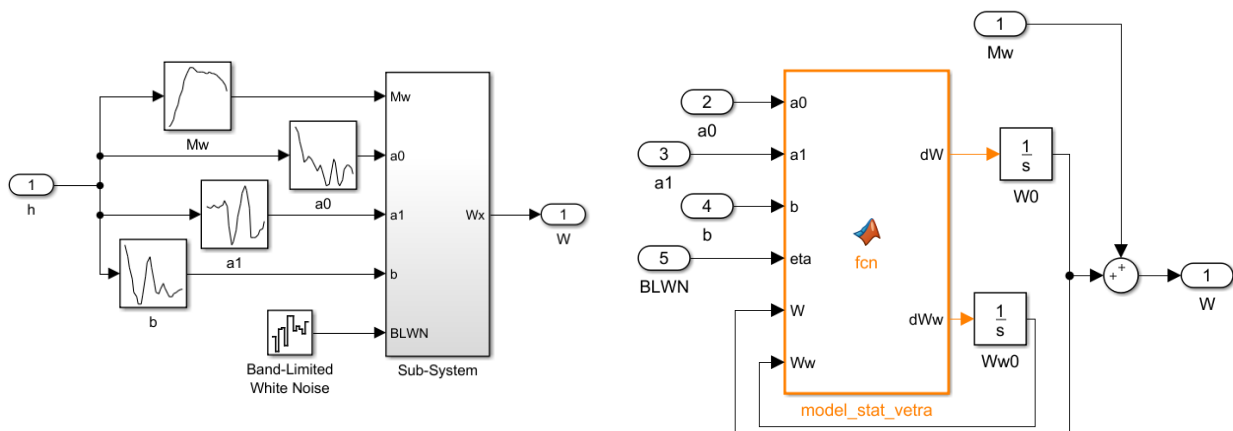 1
h
Mw
a0
a1
b
Band-Limited
White Noise
Mw
a0
a1
b
BLWN
Wx
Sub-System
1
W
1
Mw
2
a0
3
a1
4
b
5
BLWN
a0
a1
b
eta
W
Ww
fcn
dW
dWw
model_stat_vetra
1
s
W0
1
s
Ww0
+
+
1
W